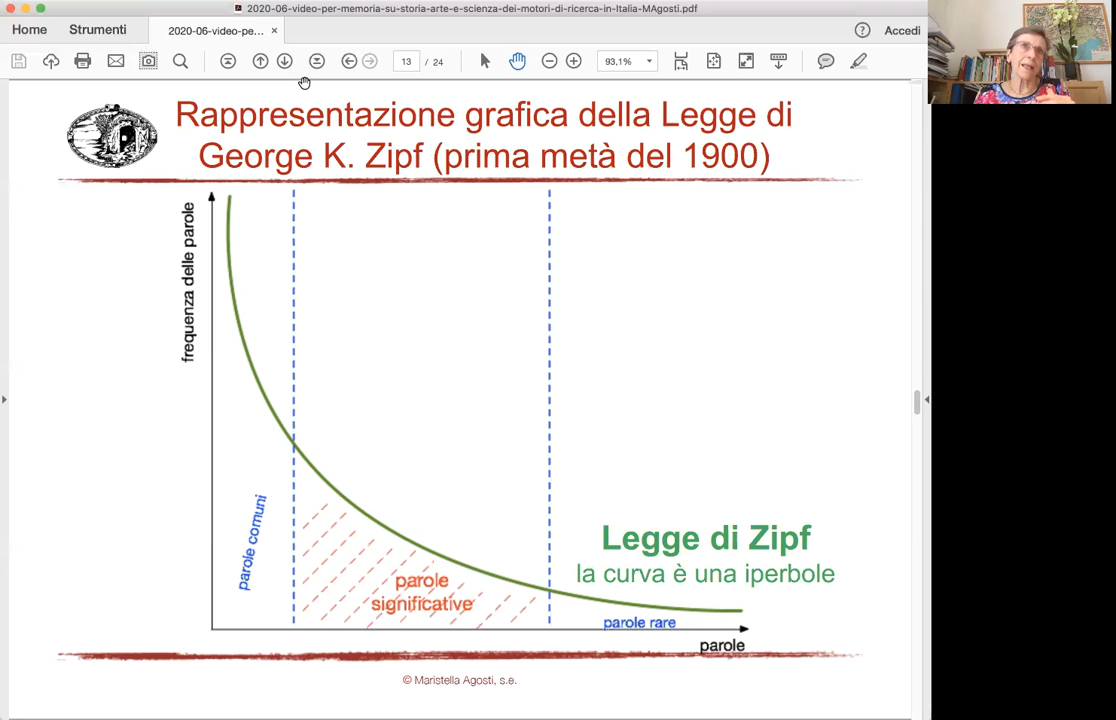 2020-06-video-per-memoria-su-storia-arte-e-scienza-dei-motori-di-ricerca-in-Italia-MAgosti.pdf
Home
Strumenti
2020-06-video-pe...
Accedi
13 / 24
93,1%
Rappresentazione grafica della Legge di
George K. Zipf (prima metà del 1900)
frequenza delle parole
parole comuni
parole
significative
Legge di Zipf
la curva è una iperbole
parole rare
parole
© Maristella Agosti, s.e.